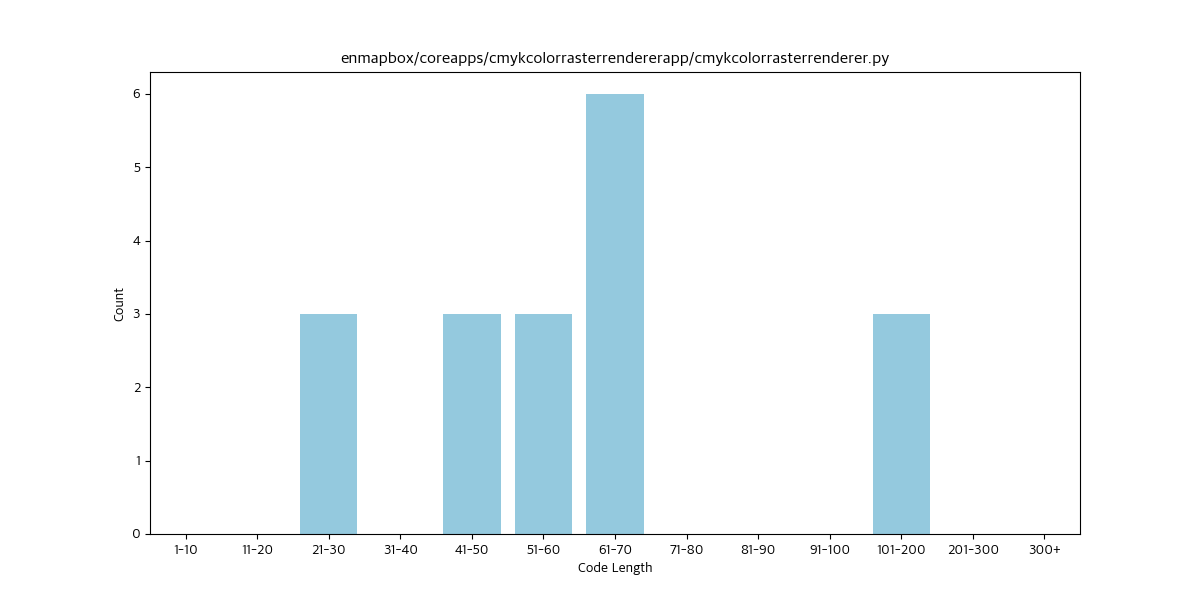 enmapbox/coreapps/cmykcolorrasterrendererapp/cmykcolorrasterrenderer.py
6
5
4
3
2
1
0
Count
1-10 11-20 21-30 31-40 41-50 51-60 61-70 71-80 81-90 91-100 101-200 201-300 300+
Code Length